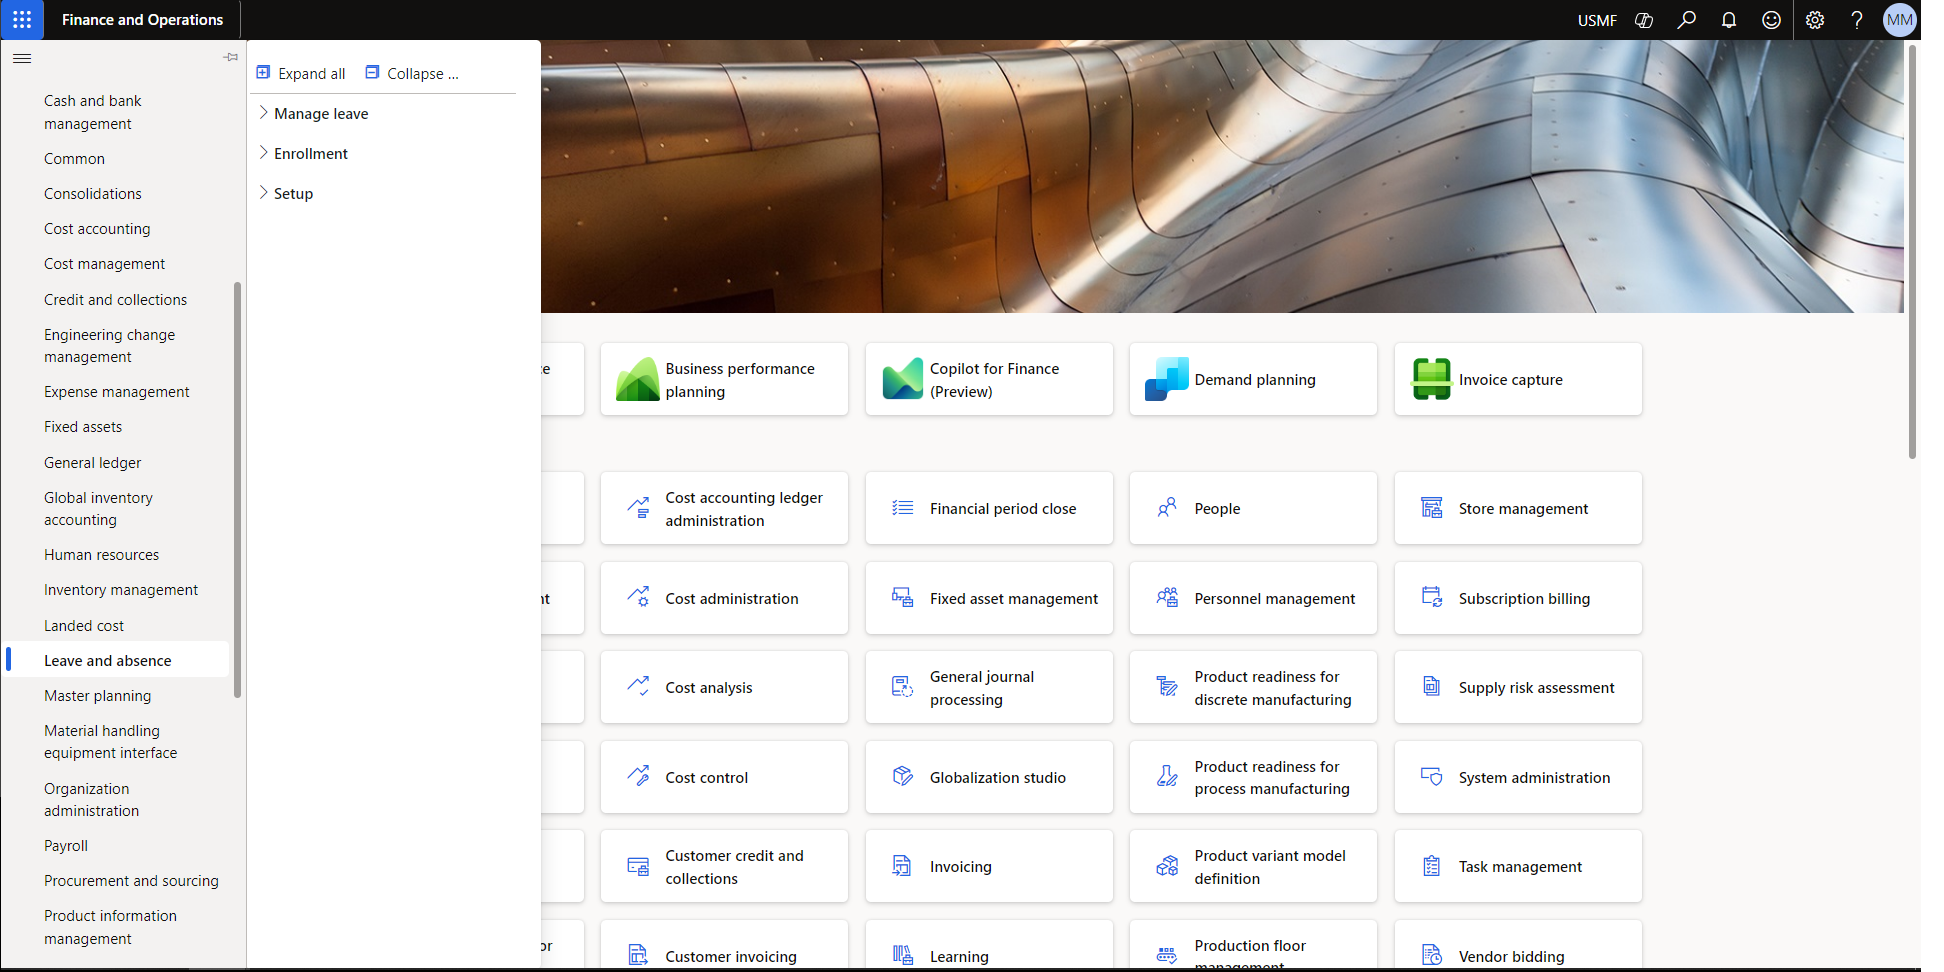 Finance and Operations
USMF
MM
Cash and bank
management
Common
Consolidations
Cost accounting
Cost management
Credit and collections
Engineering change
management
Expense management
Fixed assets
General ledger
Global inventory
accounting
Human resources
Inventory management
Landed cost
Leave and absence
Master planning
Material handling
equipment interface
Organization
administration
Payroll
Procurement and sourcing
Product information
management
Expand all
Collapse ...
Manage leave
Enrollment
Setup
ce
Business performance
planning
Copilot for Finance
(Preview)
Demand planning
Invoice capture
Cost accounting ledger
administration
Financial period close
People
Store management
nt
Cost administration
Fixed asset management
Personnel management
Subscription billing
Cost analysis
General journal
processing
Product readiness for
discrete manufacturing
Supply risk assessment
Cost control
Globalization studio
Product readiness for
process manufacturing
System administration
Customer credit and
collections
Invoicing
Product variant model
definition
Task management
or
Customer invoicing
Learning
Production floor
management
Vendor bidding